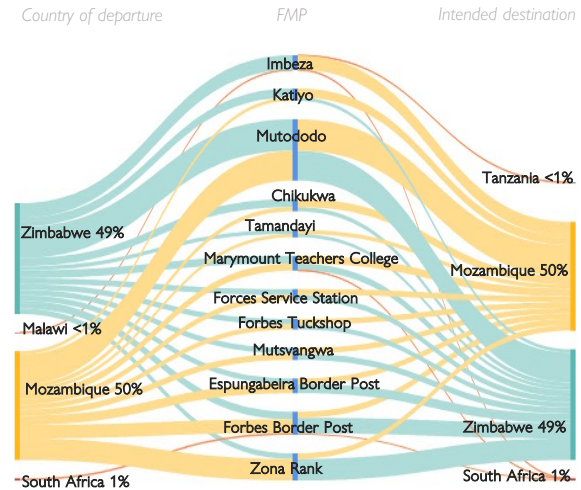 Country of departure
FMP
Intended destination
Imbeza
Katiyo
Mutododo
Tanzania <1%
Chikukwa
Zimbabwe 49%
Tamandayi
Marymount Teachers College
Mozambique 50%
Forces Service Station
Malawi <1%
Forbes Tuckshop
Mutsvangwa
Mozambique 50%
Espungabeira Border Post
Forbes Border Post
Zimbabwe 49%
Zona Rank
South Africa 1%
South Africa 1%